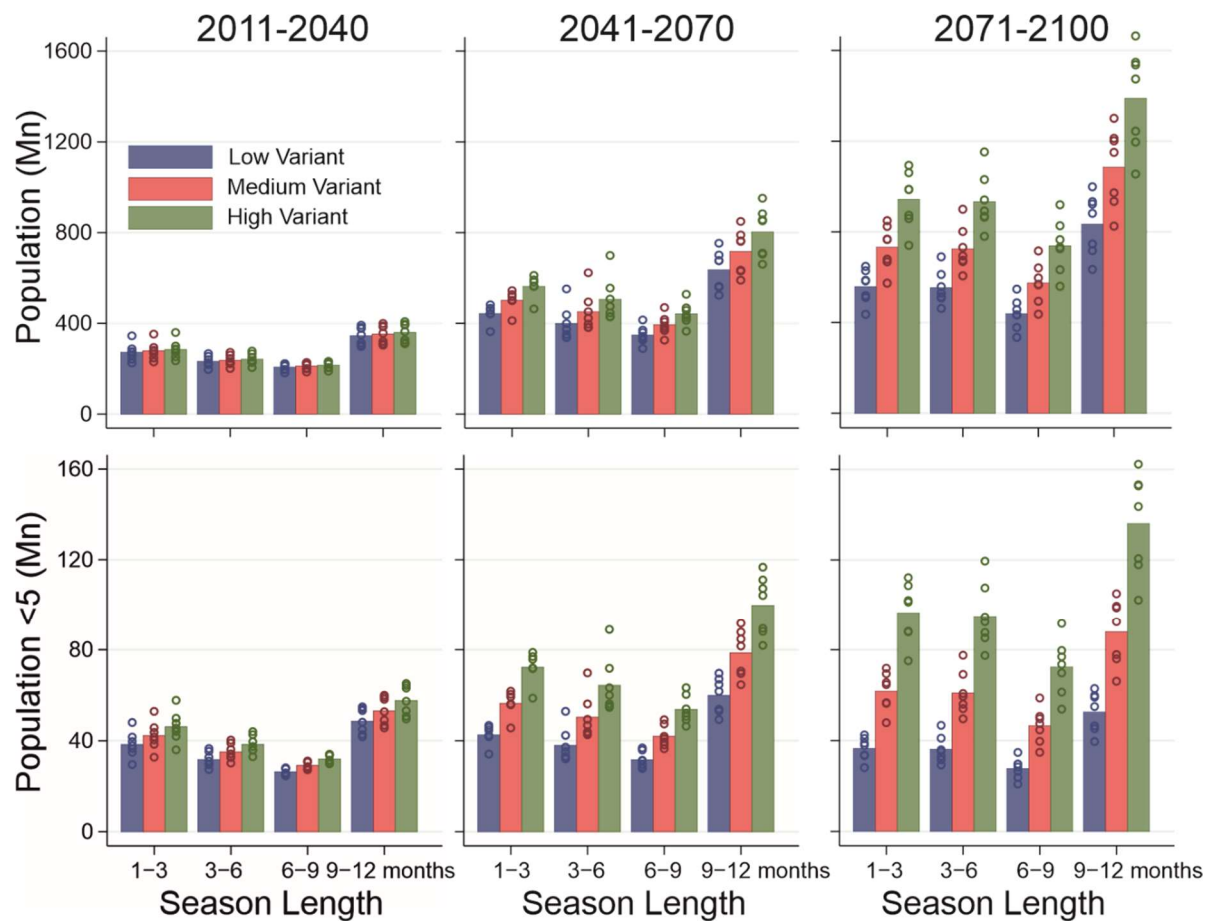 2011-2040 2041-2070 2071-2100
Population (Mn)
1600
1200
800
400
0
Low Variant
Medium Variant
High Variant
Population <5 (Mn)
160
120
80
40
0
1−3 3−6 6−9 9−12 months 1−3 3−6 6−9 9−12 months 1−3 3−6 6−9 9−12 months
Season Length Season Length Season Length